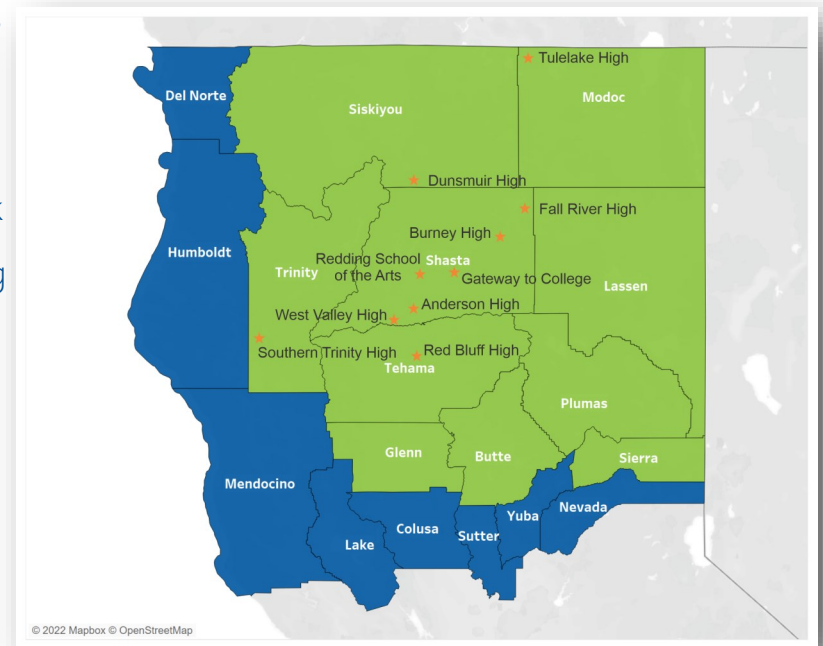 Del Norte
Siskiyou
Tulelake High
Modoc
Dunsmuir High
Fall River High
Burney High
Humboldt
Trinity
Redding School
of the Arts
Shasta
Gateway to College
Lassen
Anderson High
West Valley High
Southern Trinity High
Red Bluff High
Tehama
Plumas
Glenn
Butte
Sierra
Mendocino
Lake
Colusa
Sutter
Yuba
Nevada
© 2022 Mapbox © OpenStreetMap